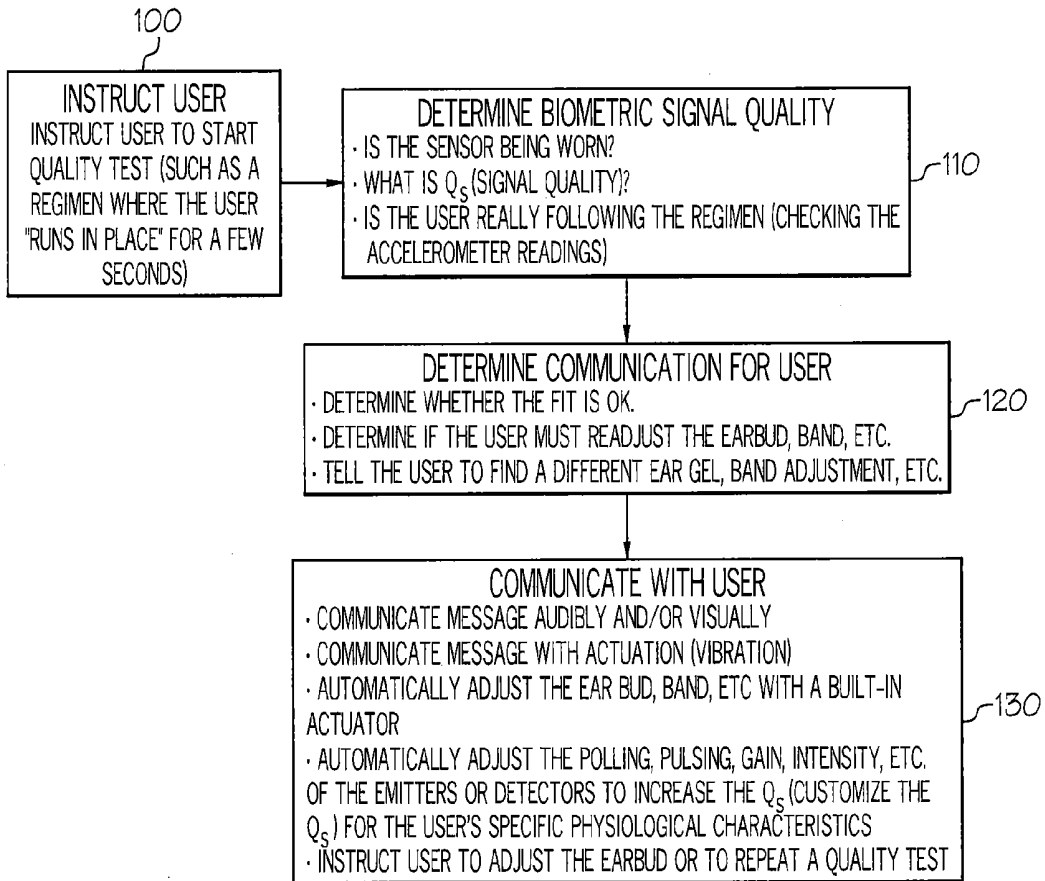 100
INSTRUCT USER
INSTRUCT USER TO START
QUALITY TEST (SUCH AS A
REGIMEN WHERE THE USER
"RUNS IN PLACE" FOR A FEW
SECONDS)
DETERMINE BIOMETRIC SIGNAL QUALITY
· IS THE SENSOR BEING WORN?
· WHAT IS QS (SIGNAL QUALITY)?
· IS THE USER REALLY FOLLOWING THE REGIMEN (CHECKING THE
ACCELEROMETER READINGS)
110
DETERMINE COMMUNICATION FOR USER
· DETERMINE WHETHER THE FIT IS OK.
· DETERMINE IF THE USER MUST READJUST THE EARBUD, BAND, ETC.
· TELL THE USER TO FIND A DIFFERENT EAR GEL, BAND ADJUSTMENT, ETC.
120
COMMUNICATE WITH USER
· COMMUNICATE MESSAGE AUDIBLY AND/OR VISUALLY
· COMMUNICATE MESSAGE WITH ACTUATION (VIBRATION)
· AUTOMATICALLY ADJUST THE EAR BUD, BAND, ETC WITH A BUILT-IN
ACTUATOR
· AUTOMATICALLY ADJUST THE POLLING, PULSING, GAIN, INTENSITY, ETC.
OF THE EMITTERS OR DETECTORS TO INCREASE THE QS (CUSTOMIZE THE
QS) FOR THE USER'S SPECIFIC PHYSIOLOGICAL CHARACTERISTICS
· INSTRUCT USER TO ADJUST THE EARBUD OR TO REPEAT A QUALITY TEST
130